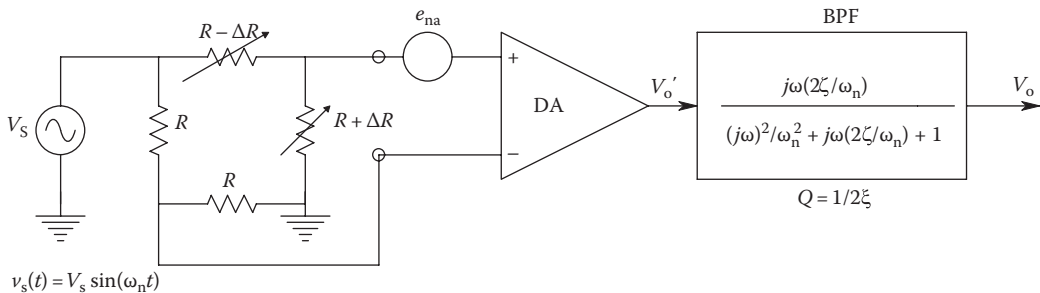 BPF
e_na
R – ΔR
V_S
R
R + ΔR
R
+
DA
–
V_o′
jω(2ζ/ω_n)
(jω)²/ω_n² + jω(2ζ/ω_n) + 1
V_o
Q = 1/2ξ
v_s(t) = V_s sin(ω_n t)